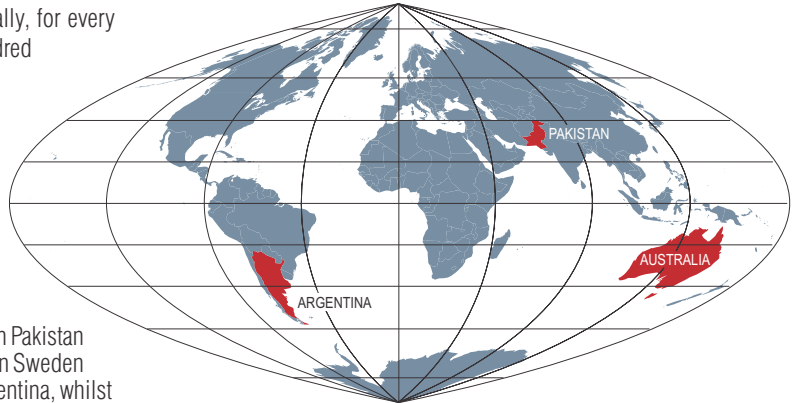 ally, for every
dred
PAKISTAN
AUSTRALIA
ARGENTINA
n Pakistan
n Sweden
entina, whilst